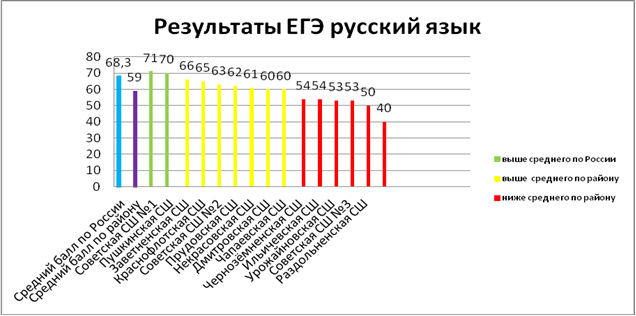 Результаты ЕГЭ русский язык
80
70
60
50
40
30
20
10
0
68,3
59
71
70
66
65
63
62
61
60
60
54
54
53
53
50
40
Средний балл по России
Средний балл по району
Советская СШ №1
Пушкинская СШ
Заветненская СШ
Краснофлотская СШ
Советская СШ №2
Прудовская СШ
Некрасовская СШ
Дмитровская СШ
Чапаевская СШ
Чернозёмненская СШ
Ильичевская СШ
Урожайновская СШ
Советская СШ №3
Раздольненская СШ
выше среднего по России
выше среднего по району
ниже среднего по району